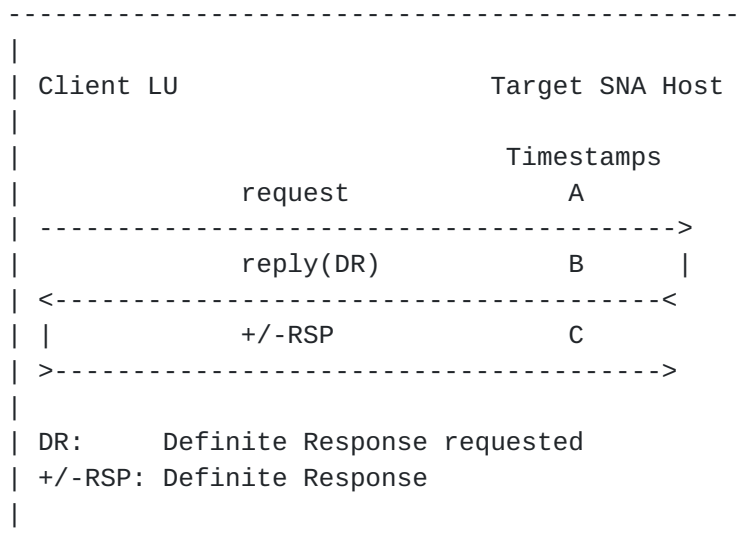 -----------------------------------------------
|
| Client LU                    Target SNA Host
|
|                               Timestamps
|              request              A
| ----------------------------------------->
|              reply(DR)            B      |
| <---------------------------------------<
| |            +/-RSP               C
| >--------------------------------------->
|
| DR:     Definite Response requested
| +/-RSP: Definite Response
|